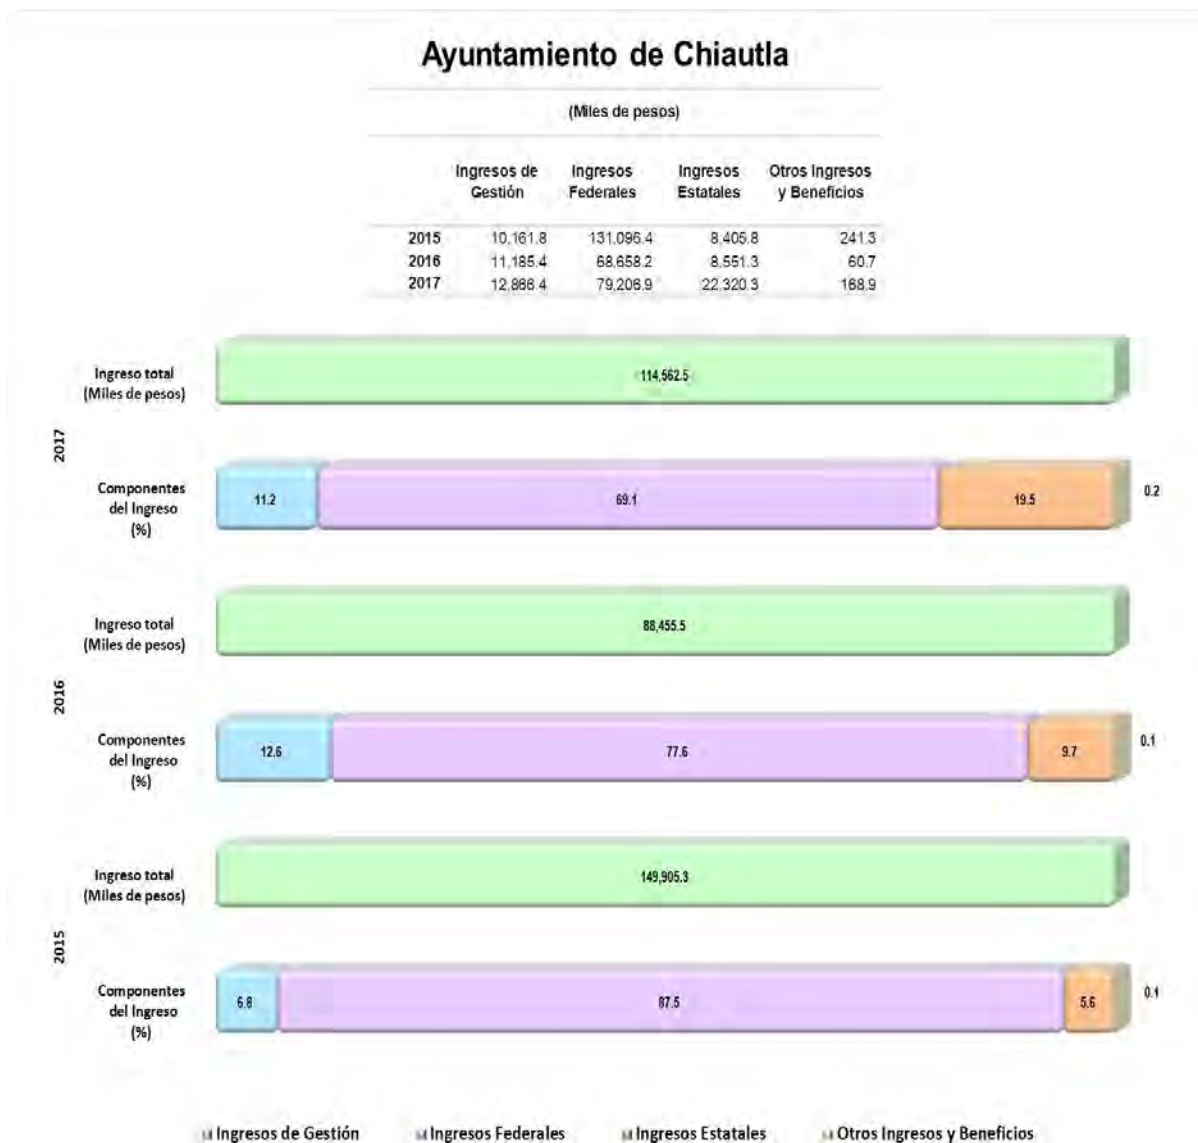 Ayuntamiento de Chiautla
(Miles de pesos)
Ingresos de Gestión Ingresos Federales Ingresos Estatales Otros Ingresos y Beneficios
2015 10,161.8 131,096.4 8,405.8 241.3
2016 11,185.4 68,658.2 8,551.3 60.7
2017 12,866.4 79,206.9 22,320.3 168.9
2017
Ingreso total
(Miles de pesos)
114,562.5
Componentes
del Ingreso
(%)
11.2 69.1 19.5 0.2
2016
Ingreso total
(Miles de pesos)
88,455.5
Componentes
del Ingreso
(%)
12.6 77.6 9.7 0.1
2015
Ingreso total
(Miles de pesos)
149,905.3
Componentes
del Ingreso
(%)
6.8 87.5 5.6 0.1
Ingresos de Gestión Ingresos Federales Ingresos Estatales Otros Ingresos y Beneficios